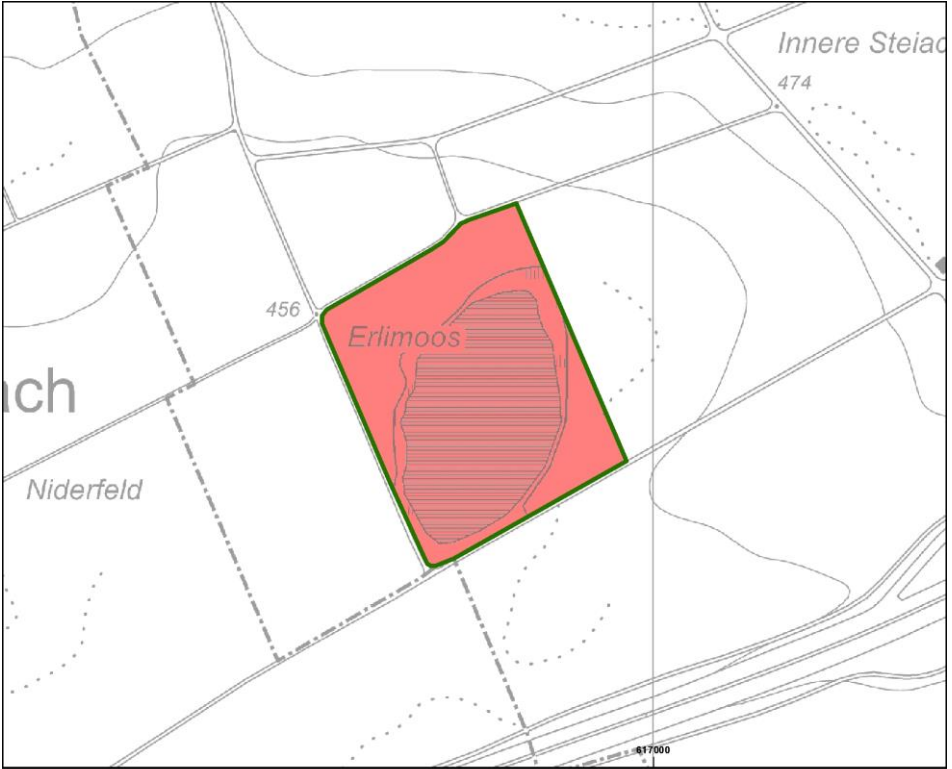 Innere Steiac
474
456
Erlimoos
ach
Niderfeld
617000